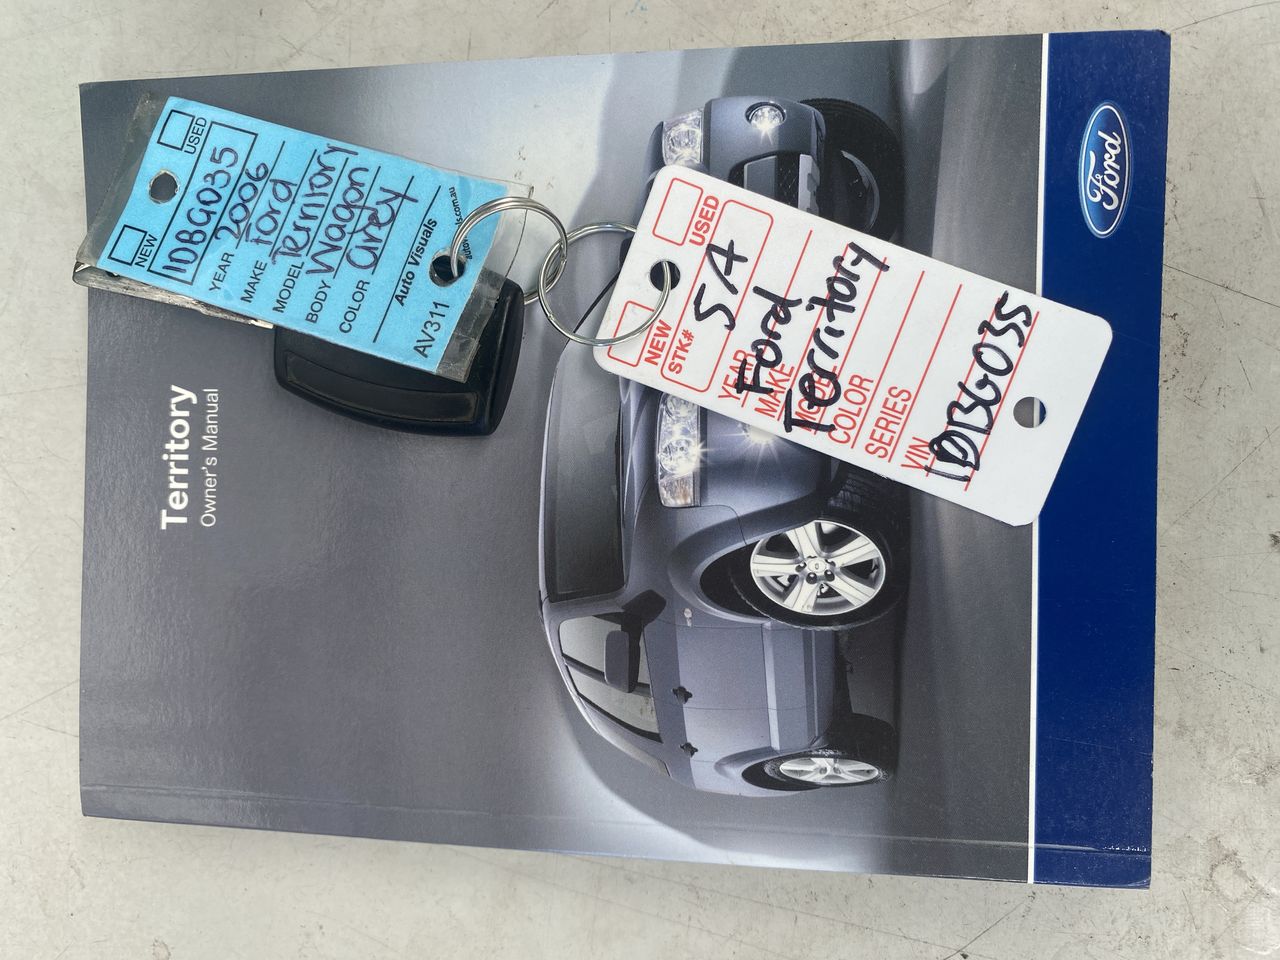 Territory
Owner's Manual
Ford
NEW USED
1DBG035
YEAR 2006
MAKE Ford
MODEL Territory
BODY Wagon
COLOR Grey
Auto Visuals
AV311
NEW USED
STK# 5A
YEAR
MAKE Ford
MODEL Territory
COLOR
SERIES
VIN 1DBG035